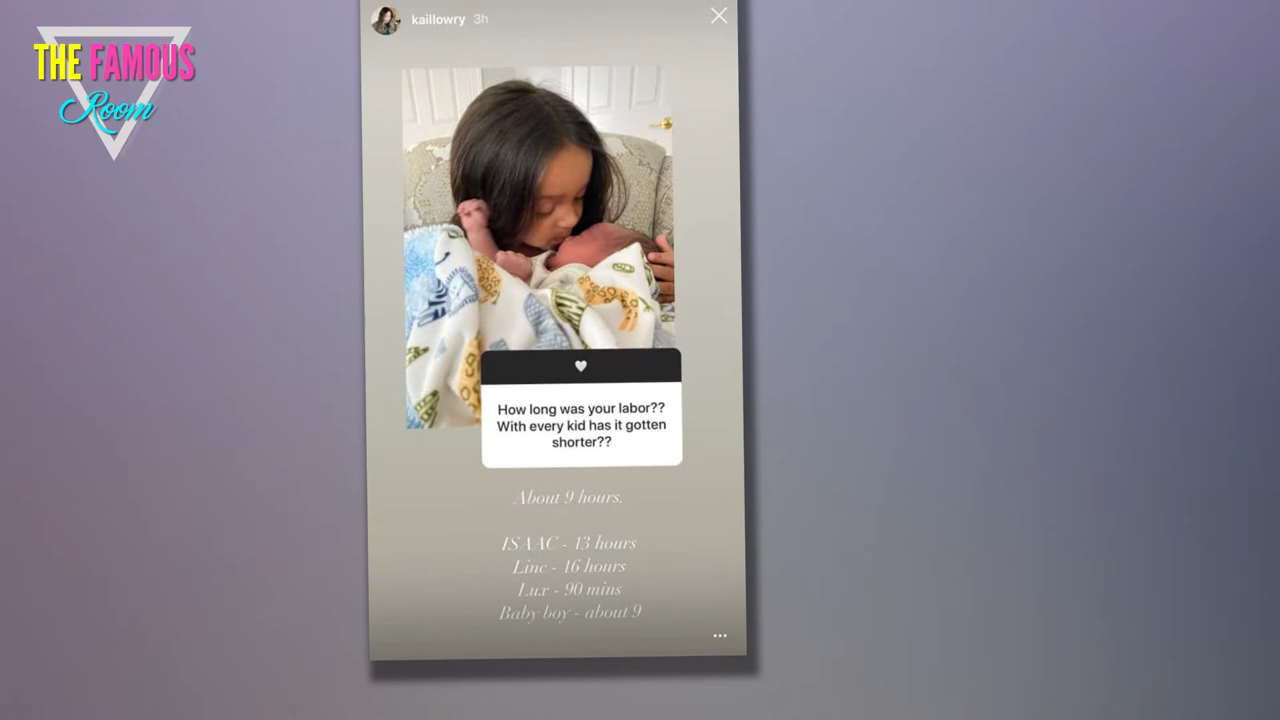 THE FAMOUS
Room
kaillowry 3h
How long was your labor??
With every kid has it gotten
shorter??
About 9 hours.
ISAAC - 13 hours
Linc - 16 hours
Lux - 90 mins
Baby boy - about 9